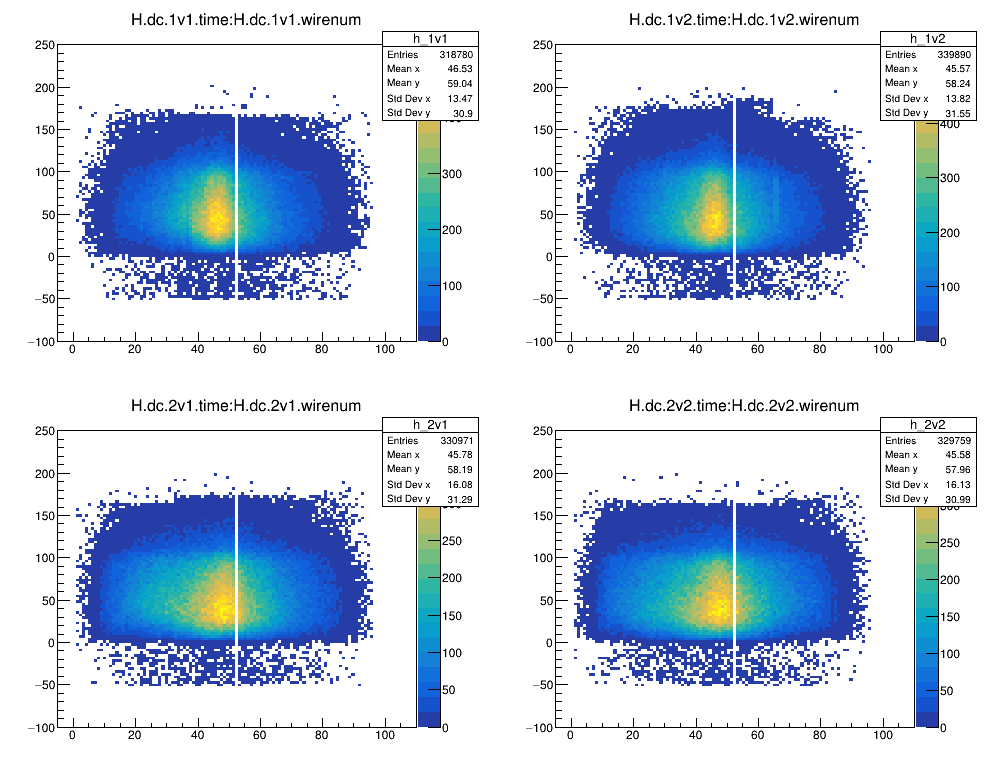 H.dc.1v1.time:H.dc.1v1.wirenum
h_1v1
Entries 318780
Mean x 46.53
Mean y 59.04
Std Dev x 13.47
Std Dev y 30.9
250
200
150
100
50
0
−50
−100
0 20 40 60 80 100
300
200
100
0
H.dc.1v2.time:H.dc.1v2.wirenum
h_1v2
Entries 339890
Mean x 45.57
Mean y 58.24
Std Dev x 13.82
Std Dev y 31.55
250
200
150
100
50
0
−50
−100
0 20 40 60 80 100
400
300
200
100
0
H.dc.2v1.time:H.dc.2v1.wirenum
h_2v1
Entries 330971
Mean x 45.78
Mean y 58.19
Std Dev x 16.08
Std Dev y 31.29
250
200
150
100
50
0
−50
−100
0 20 40 60 80 100
250
200
150
100
50
0
H.dc.2v2.time:H.dc.2v2.wirenum
h_2v2
Entries 329759
Mean x 45.58
Mean y 57.96
Std Dev x 16.13
Std Dev y 30.99
250
200
150
100
50
0
−50
−100
0 20 40 60 80 100
250
200
150
100
50
0